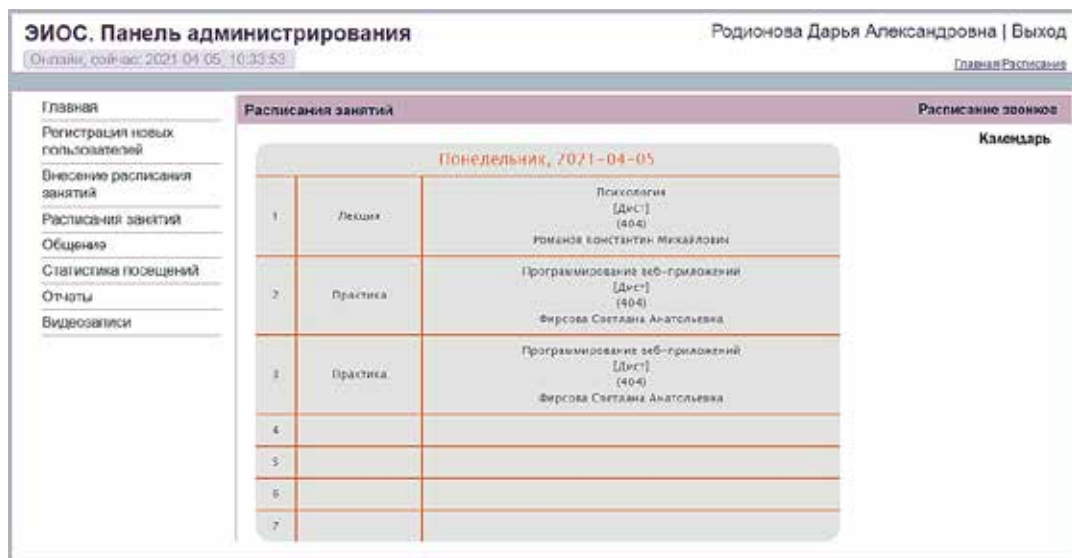 ЭИОС. Панель администрирования
Родионова Дарья Александровна | Выход
Онлайн, сейчас: 2021-04-05, 10:33:53
Главная Расписание
Главная
Регистрация новых
пользователей
Внесение расписания
занятий
Расписания занятий
Общение
Статистика посещений
Отчеты
Видеозаписи
Расписания занятий
Расписание звонков
Календарь
Понедельник, 2021-04-05
1
Лекция
Психология
[Дист]
(404)
Романов Константин Михайлович
2
Практика
Программирование веб-приложений
[Дист]
(404)
Фирсова Светлана Анатольевна
3
Практика
Программирование веб-приложений
[Дист]
(404)
Фирсова Светлана Анатольевна
4
5
6
7